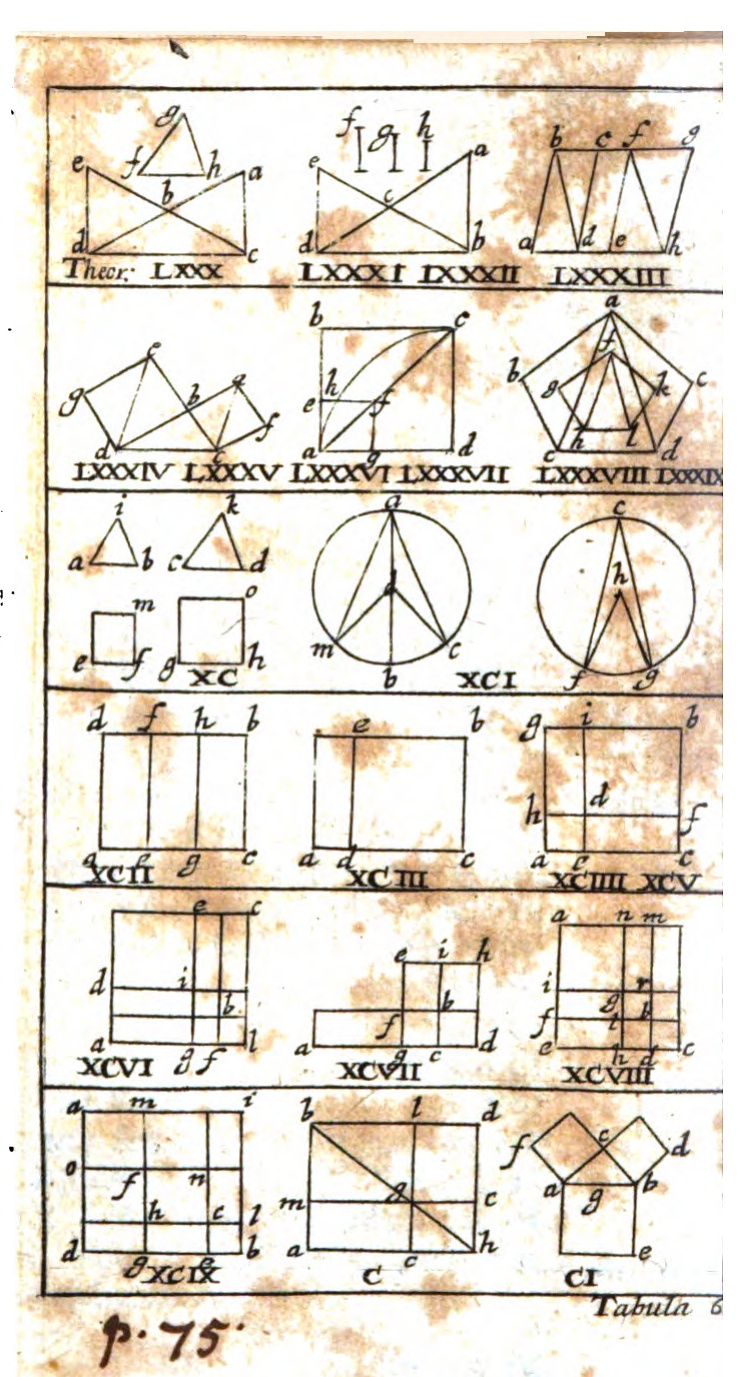 g
f h
e b a
d c
Theor: LXXX
f g h
e c a
d b
LXXXI LXXXII
b c f g
a d e h
LXXXIII
e
g b a
d c f
LXXXIV LXXXV
b c
h
e f
a g d
LXXXVI LXXXVII
a
f
b g k c
h l
e d
LXXXVIII LXXXIX
i k
a b c d
m o
e f g h
XC
a
d
m c
b
XCI
c
h
f g
d f h b
a e g c
XCII
e b
a d c
XCIII
g i b
d
h f
a e c
XCIIII XCV
e c
d i
b
a g f l
XCVI
e i h
b
f
a g c d
XCVII
a n m
i r
g b
f l
e h d c
XCVIII
a m i
o
f n
h c l
d g e b
XCIX
b l d
g
m c
a e h
C
f c d
a g b
e
CI
Tabula 6
p. 75.